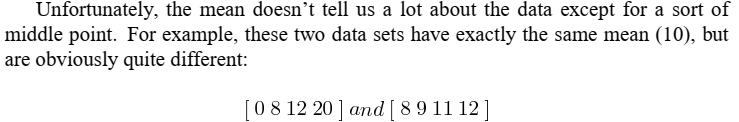 Unfortunately, the mean doesn't tell us a lot about the data except for a sort of
middle point. For example, these two data sets have exactly the same mean (10), but
are obviously quite different:
[ 0 8 12 20 ] and [ 8 9 11 12 ]